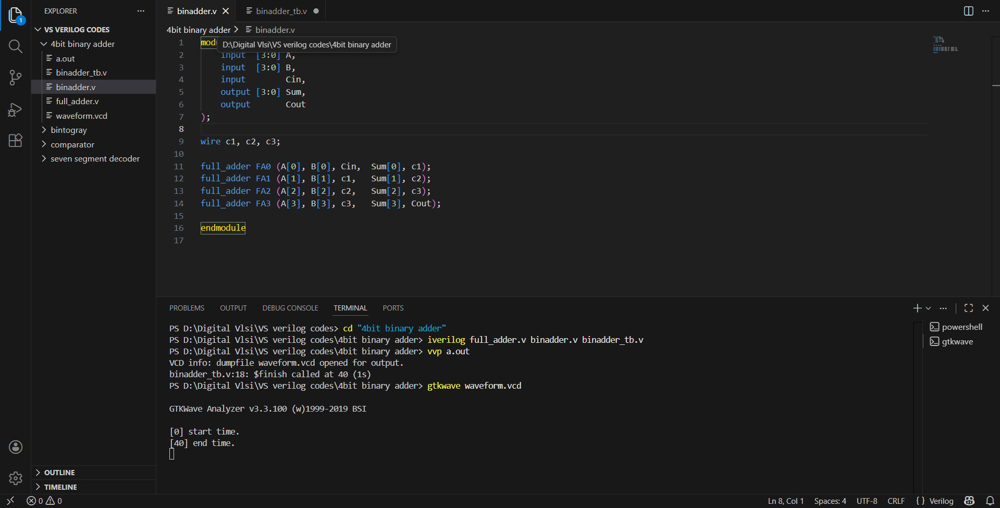 EXPLORER
VS VERILOG CODES
4bit binary adder
a.out
binadder_tb.v
binadder.v
full_adder.v
waveform.vcd
bintogray
comparator
seven segment decoder
OUTLINE
TIMELINE
1
binadder.v
binadder_tb.v
4bit binary adder > binadder.v
D:\Digital Vlsi\VS verilog codes\4bit binary adder
1 modu
2     input  [3:0] A,
3     input  [3:0] B,
4     input        Cin,
5     output [3:0] Sum,
6     output       Cout
7 );
8
9 wire c1, c2, c3;
10
11 full_adder FA0 (A[0], B[0], Cin,  Sum[0], c1);
12 full_adder FA1 (A[1], B[1], c1,   Sum[1], c2);
13 full_adder FA2 (A[2], B[2], c2,   Sum[2], c3);
14 full_adder FA3 (A[3], B[3], c3,   Sum[3], Cout);
15
16 endmodule
17
PROBLEMS OUTPUT DEBUG CONSOLE TERMINAL PORTS
PS D:\Digital Vlsi\VS verilog codes> cd "4bit binary adder"
PS D:\Digital Vlsi\VS verilog codes\4bit binary adder> iverilog full_adder.v binadder.v binadder_tb.v
PS D:\Digital Vlsi\VS verilog codes\4bit binary adder> vvp a.out
VCD info: dumpfile waveform.vcd opened for output.
binadder_tb.v:18: $finish called at 40 (1s)
PS D:\Digital Vlsi\VS verilog codes\4bit binary adder> gtkwave waveform.vcd
GTKWave Analyzer v3.3.100 (w)1999-2019 BSI
[0] start time.
[40] end time.
powershell
gtkwave
0 0
Ln 8, Col 1 Spaces: 4 UTF-8 CRLF { } Verilog